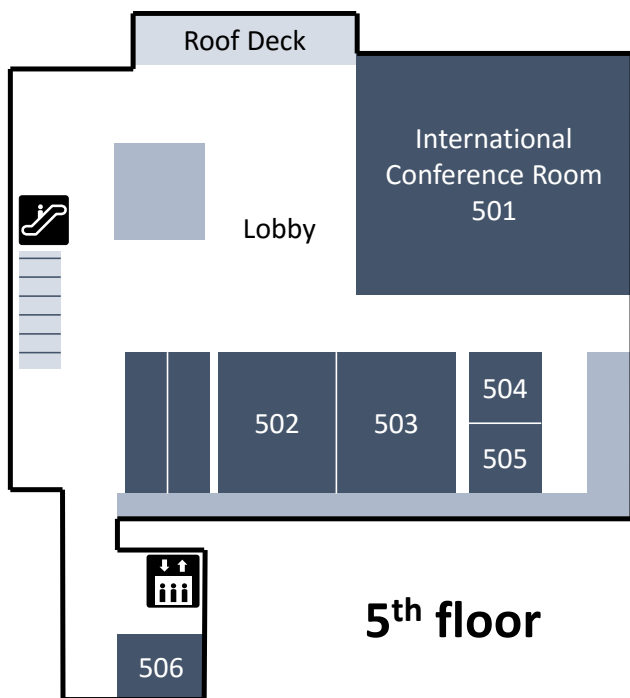 Roof Deck
International
Conference Room
501
Lobby
502
503
504
505
506
5th floor